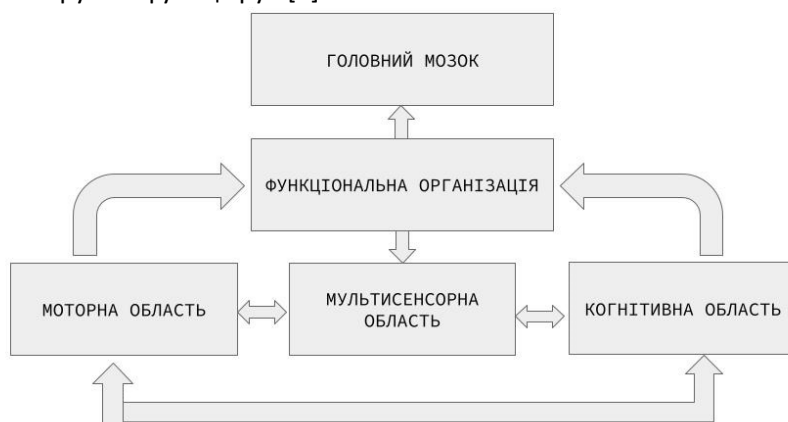 ГОЛОВНИЙ МОЗОК
ФУНКЦІОНАЛЬНА ОРГАНІЗАЦІЯ
МОТОРНА ОБЛАСТЬ
МУЛЬТИСЕНСОРНА
ОБЛАСТЬ
КОГНІТИВНА ОБЛАСТЬ